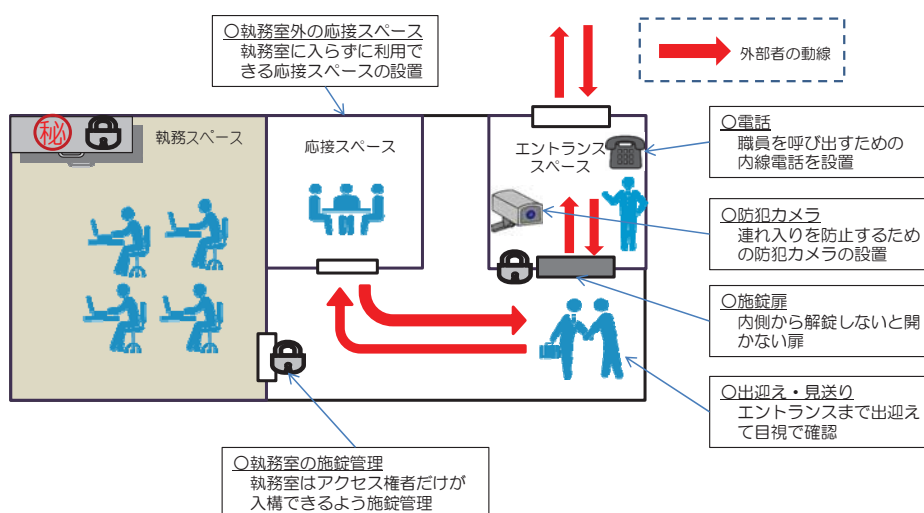 〇執務室外の応接スペース
執務室に入らずに利用で
きる応接スペースの設置
外部者の動線
㊙
執務スペース
応接スペース
エントランス
スペース
〇電話
職員を呼び出すための
内線電話を設置
〇防犯カメラ
連れ入りを防止するため
の防犯カメラの設置
〇施錠扉
内側から解錠しないと開
かない扉
〇出迎え・見送り
エントランスまで出迎え
て目視で確認
〇執務室の施錠管理
執務室はアクセス権者だけが
入構できるよう施錠管理